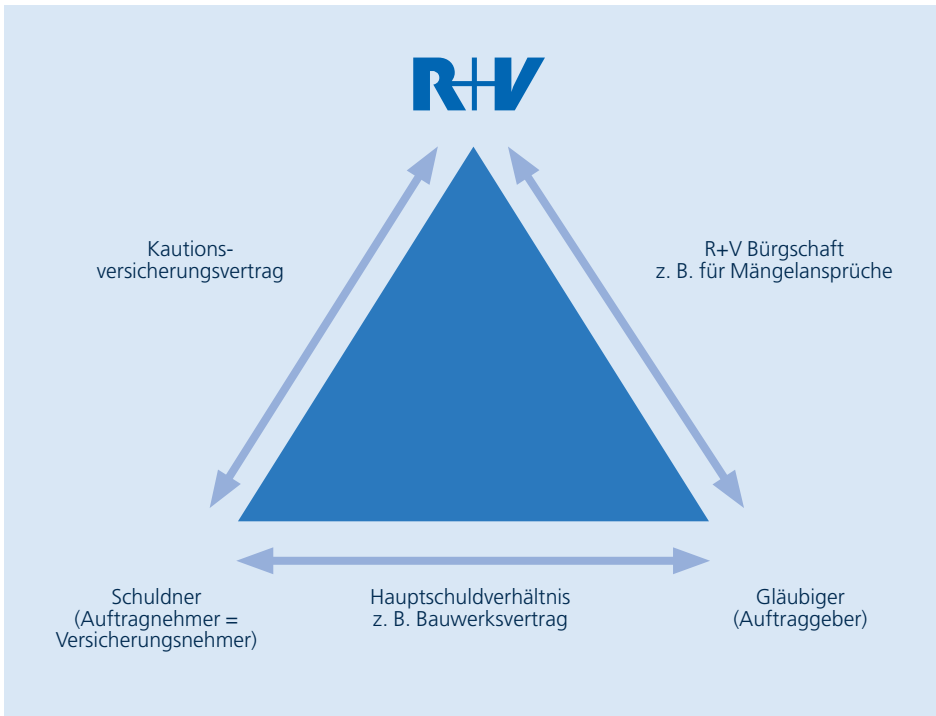 R+V
Kautions-
versicherungsvertrag
R+V Bürgschaft
z. B. für Mängelansprüche
Schuldner
(Auftragnehmer =
Versicherungsnehmer)
Hauptschuldverhältnis
z. B. Bauwerksvertrag
Gläubiger
(Auftraggeber)